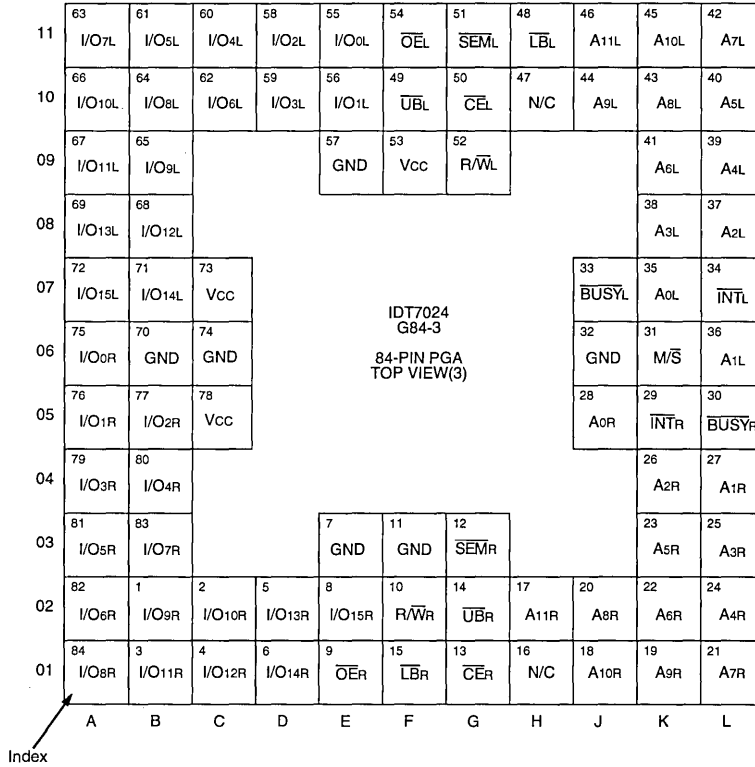 11 63 I/O7L 61 I/O5L 60 I/O4L 58 I/O2L 55 I/O0L 54 OEL 51 SEML 48 LBL 46 A11L 45 A10L 42 A7L
10 66 I/O10L 64 I/O8L 62 I/O6L 59 I/O3L 56 I/O1L 49 UBL 50 CEL 47 N/C 44 A9L 43 A8L 40 A5L
09 67 I/O11L 65 I/O9L 57 GND 53 VCC 52 R/WL 41 A6L 39 A4L
08 69 I/O13L 68 I/O12L 38 A3L 37 A2L
07 72 I/O15L 71 I/O14L 73 VCC 33 BUSYL 35 A0L 34 INTL
IDT7024
G84-3
06 75 I/O0R 70 GND 74 GND 32 GND 31 M/S 36 A1L
84-PIN PGA
TOP VIEW(3)
05 76 I/O1R 77 I/O2R 78 VCC 28 A0R 29 INTR 30 BUSYR
04 79 I/O3R 80 I/O4R 26 A2R 27 A1R
03 81 I/O5R 83 I/O7R 7 GND 11 GND 12 SEMR 23 A5R 25 A3R
02 82 I/O6R 1 I/O9R 2 I/O10R 5 I/O13R 8 I/O15R 10 R/WR 14 UBR 17 A11R 20 A8R 22 A6R 24 A4R
01 84 I/O8R 3 I/O11R 4 I/O12R 6 I/O14R 9 OER 15 LBR 13 CER 16 N/C 18 A10R 19 A9R 21 A7R
A B C D E F G H J K L
Index